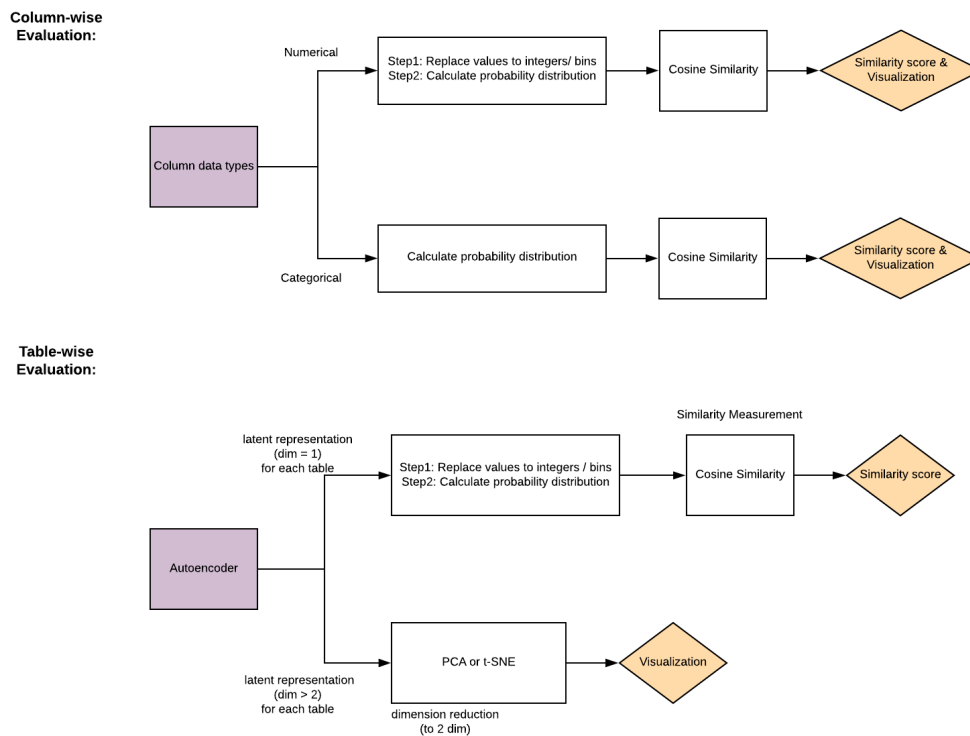 Column-wise
Evaluation:
Numerical
Step1: Replace values to integers/ bins
Step2: Calculate probability distribution
Cosine Similarity
Similarity score &
Visualization
Column data types
Calculate probability distribution
Cosine Similarity
Similarity score &
Visualization
Categorical
Table-wise
Evaluation:
Similarity Measurement
latent representation
(dim = 1)
for each table
Step1: Replace values to integers / bins
Step2: Calculate probability distribution
Cosine Similarity
Similarity score
Autoencoder
PCA or t-SNE
Visualization
latent representation
(dim > 2)
for each table
dimension reduction
(to 2 dim)